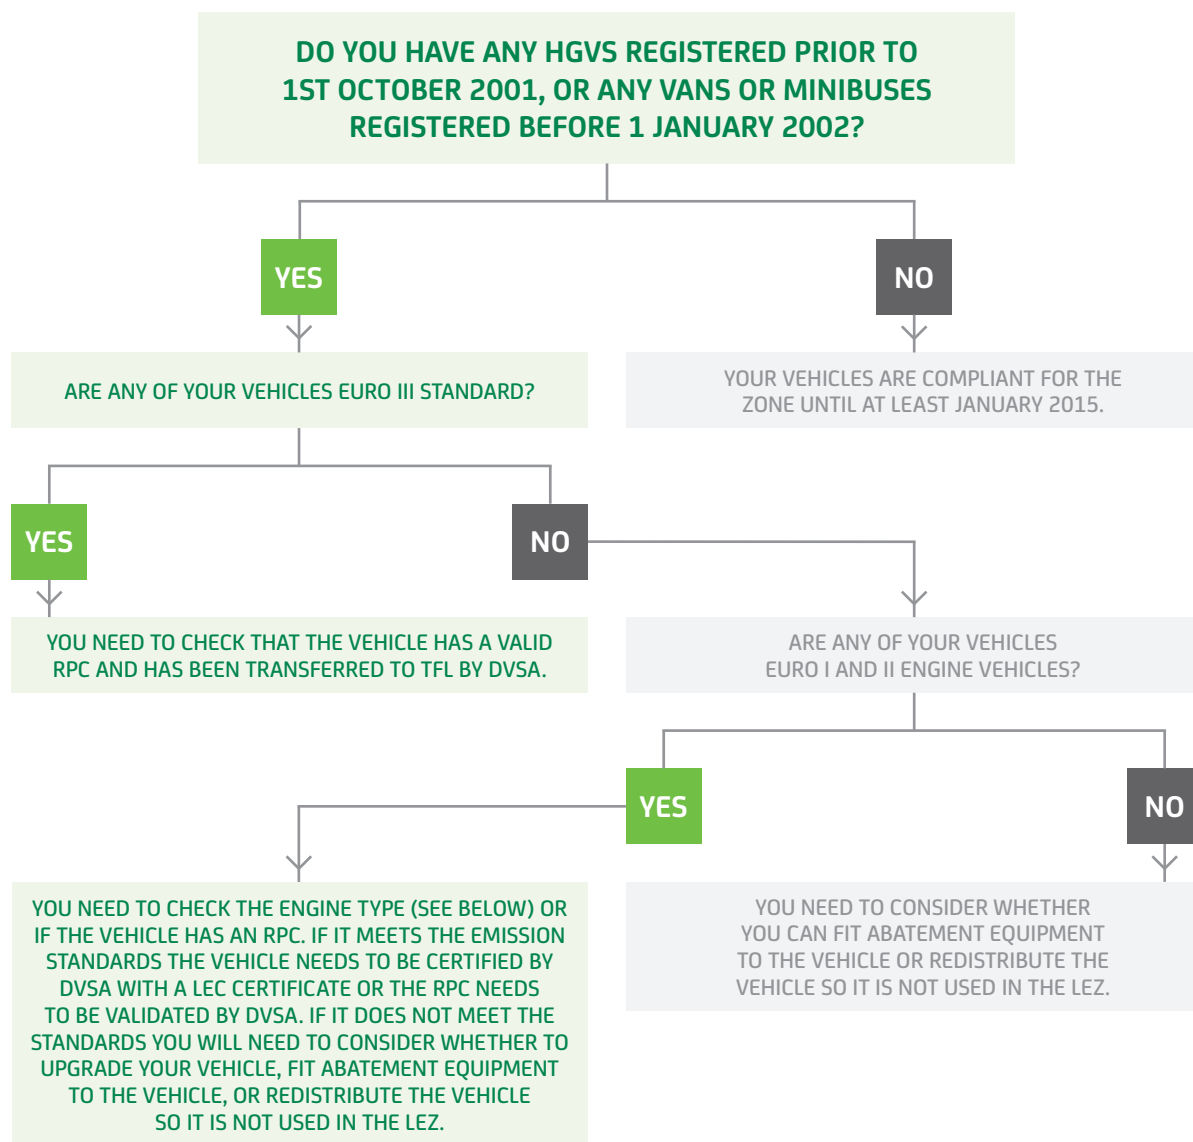 DO YOU HAVE ANY HGVS REGISTERED PRIOR TO
1ST OCTOBER 2001, OR ANY VANS OR MINIBUSES
REGISTERED BEFORE 1 JANUARY 2002?
YES
NO
ARE ANY OF YOUR VEHICLES EURO III STANDARD?
YOUR VEHICLES ARE COMPLIANT FOR THE
ZONE UNTIL AT LEAST JANUARY 2015.
YES
NO
YOU NEED TO CHECK THAT THE VEHICLE HAS A VALID
RPC AND HAS BEEN TRANSFERRED TO TFL BY DVSA.
ARE ANY OF YOUR VEHICLES
EURO I AND II ENGINE VEHICLES?
YES
NO
YOU NEED TO CHECK THE ENGINE TYPE (SEE BELOW) OR
IF THE VEHICLE HAS AN RPC. IF IT MEETS THE EMISSION
STANDARDS THE VEHICLE NEEDS TO BE CERTIFIED BY
DVSA WITH A LEC CERTIFICATE OR THE RPC NEEDS
TO BE VALIDATED BY DVSA. IF IT DOES NOT MEET THE
STANDARDS YOU WILL NEED TO CONSIDER WHETHER TO
UPGRADE YOUR VEHICLE, FIT ABATEMENT EQUIPMENT
TO THE VEHICLE, OR REDISTRIBUTE THE VEHICLE
SO IT IS NOT USED IN THE LEZ.
YOU NEED TO CONSIDER WHETHER
YOU CAN FIT ABATEMENT EQUIPMENT
TO THE VEHICLE OR REDISTRIBUTE THE
VEHICLE SO IT IS NOT USED IN THE LEZ.